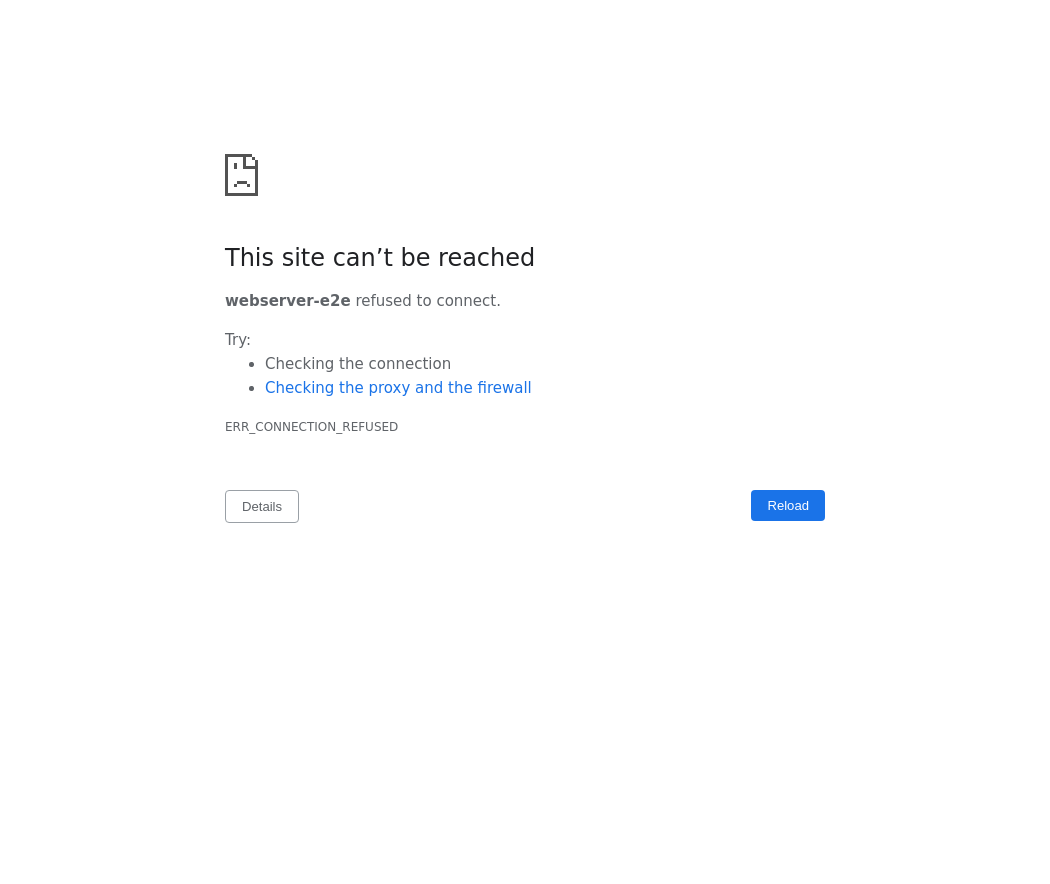 This site can’t be reached
webserver-e2e refused to connect.
Try:
Checking the connection
Checking the proxy and the firewall
ERR_CONNECTION_REFUSED
Details
Reload